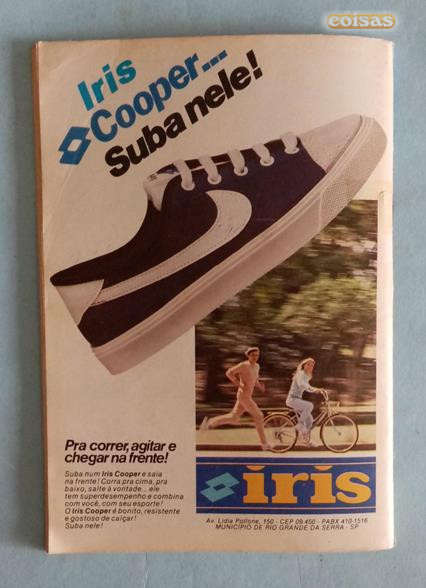 coisas
Iris
Cooper...
Suba nele!
Pra correr, agitar e
chegar na frente!
Suba num Iris Cooper e saia
na frente! Corra pra cima, pra
baixo, salte à vontade... ele
tem superdesempenho e combina
com você, com seu esporte!
O Iris Cooper é bonito, resistente
e gostoso de calçar!
Suba nele!
iris
Av. Lídia Pollone, 150 - CEP 09.450 - PABX 410-1516
MUNICÍPIO DE RIO GRANDE DA SERRA - SP